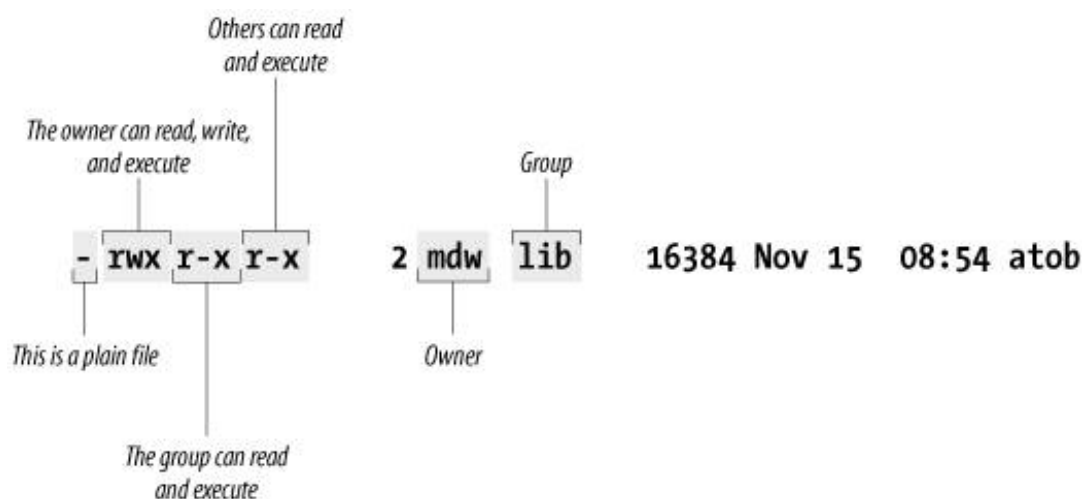 Others can read
and execute
The owner can read, write,
and execute
Group
- rwx r-x r-x 2 mdw lib 16384 Nov 15 08:54 atob
This is a plain file
Owner
The group can read
and execute